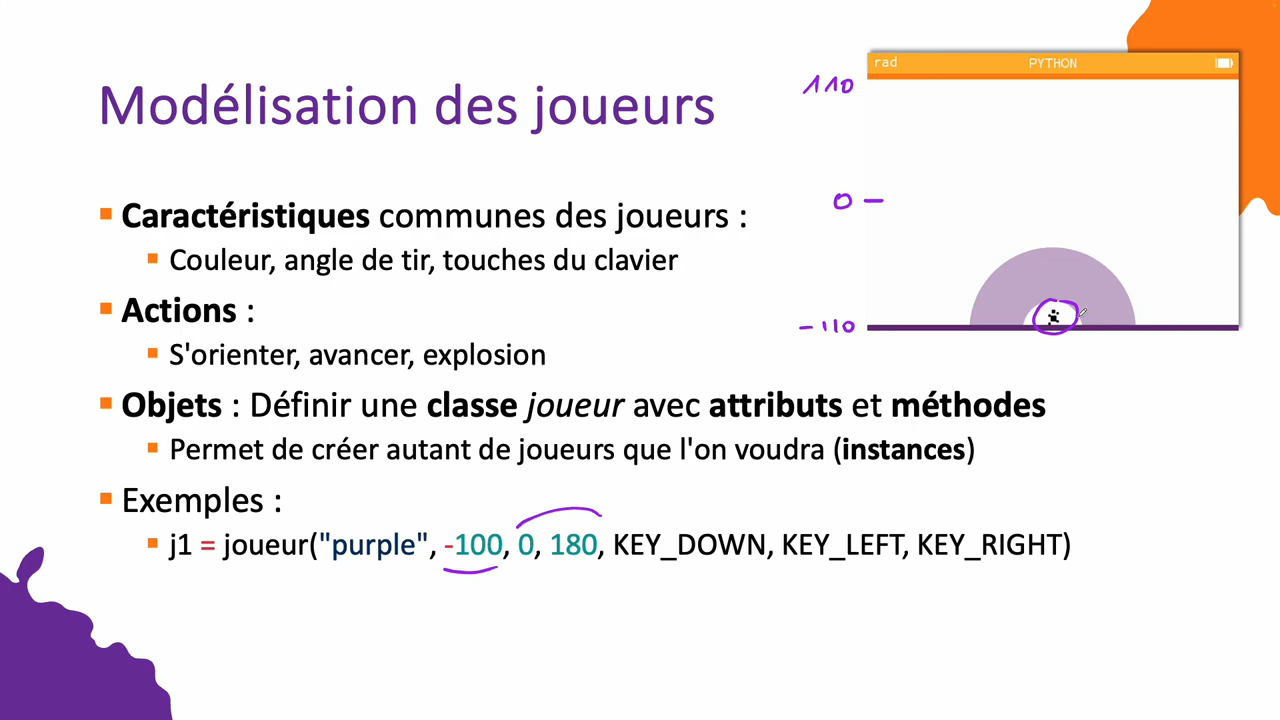 rad PYTHON
110
Modélisation des joueurs
0
Caractéristiques communes des joueurs :
Couleur, angle de tir, touches du clavier
Actions :
-110
S'orienter, avancer, explosion
Objets : Définir une classe joueur avec attributs et méthodes
Permet de créer autant de joueurs que l'on voudra (instances)
Exemples :
j1 = joueur("purple", -100, 0, 180, KEY_DOWN, KEY_LEFT, KEY_RIGHT)